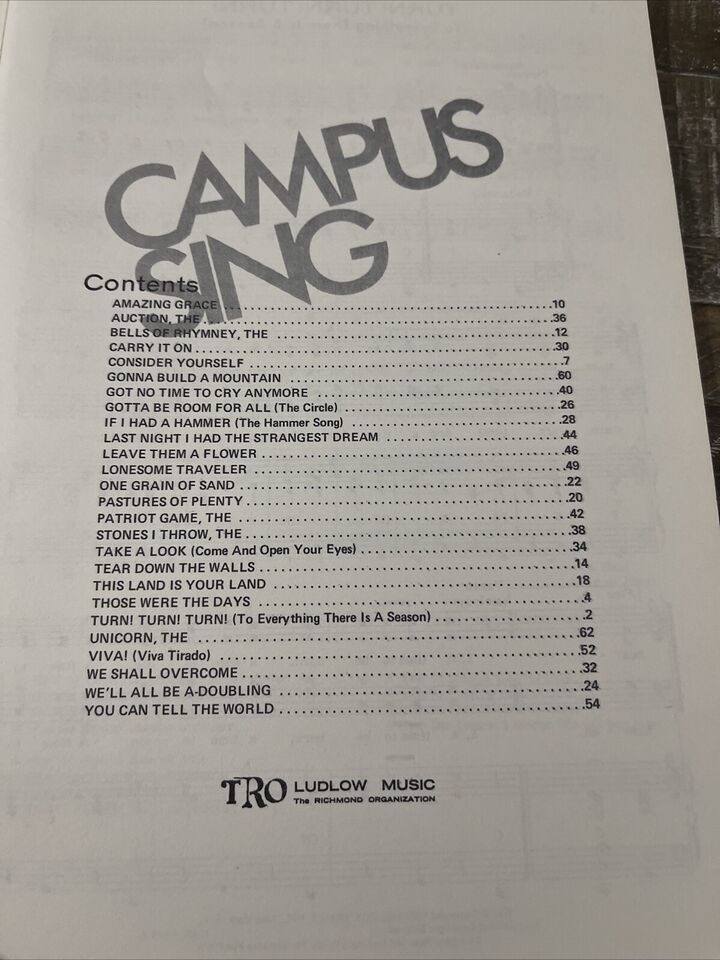 CAMPUS
SING
Contents
AMAZING GRACE ..........10
AUCTION, THE ..........36
BELLS OF RHYMNEY, THE ..........12
CARRY IT ON ..........30
CONSIDER YOURSELF ..........7
GONNA BUILD A MOUNTAIN ..........60
GOT NO TIME TO CRY ANYMORE ..........40
GOTTA BE ROOM FOR ALL (The Circle) ..........26
IF I HAD A HAMMER (The Hammer Song) ..........28
LAST NIGHT I HAD THE STRANGEST DREAM ..........44
LEAVE THEM A FLOWER ..........46
LONESOME TRAVELER ..........49
ONE GRAIN OF SAND ..........22
PASTURES OF PLENTY ..........20
PATRIOT GAME, THE ..........42
STONES I THROW, THE ..........38
TAKE A LOOK (Come And Open Your Eyes) ..........34
TEAR DOWN THE WALLS ..........14
THIS LAND IS YOUR LAND ..........18
THOSE WERE THE DAYS ..........4
TURN! TURN! TURN! (To Everything There Is A Season) ..........2
UNICORN, THE ..........62
VIVA! (Viva Tirado) ..........52
WE SHALL OVERCOME ..........32
WE'LL ALL BE A-DOUBLING ..........24
YOU CAN TELL THE WORLD ..........54
TRO LUDLOW MUSIC
The RICHMOND ORGANIZATION